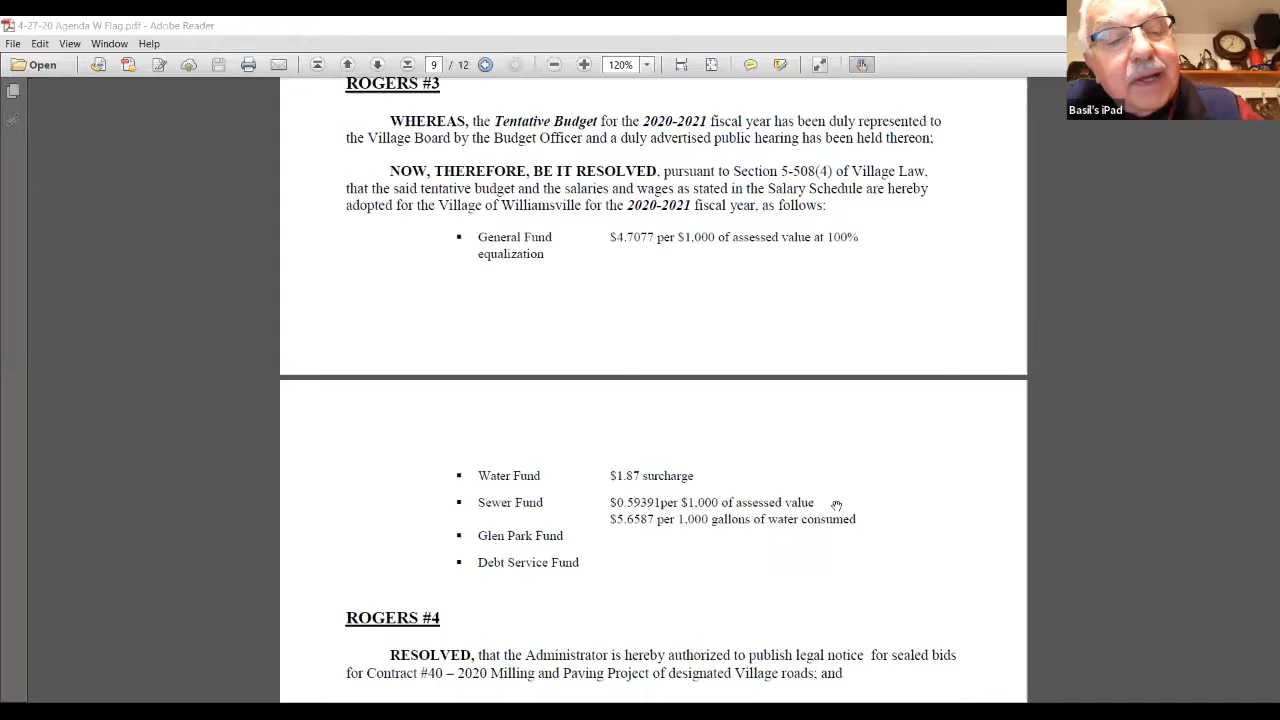 4-27-20 Agenda W Flag.pdf - Adobe Reader
File Edit View Window Help
Open 9 / 12 120%
Basil's iPad
ROGERS #3
WHEREAS, the Tentative Budget for the 2020-2021 fiscal year has been duly represented to
the Village Board by the Budget Officer and a duly advertised public hearing has been held thereon;
NOW, THEREFORE, BE IT RESOLVED, pursuant to Section 5-508(4) of Village Law,
that the said tentative budget and the salaries and wages as stated in the Salary Schedule are hereby
adopted for the Village of Williamsville for the 2020-2021 fiscal year, as follows:
▪ General Fund $4.7077 per $1,000 of assessed value at 100%
equalization
▪ Water Fund $1.87 surcharge
▪ Sewer Fund $0.59391per $1,000 of assessed value
$5.6587 per 1,000 gallons of water consumed
▪ Glen Park Fund
▪ Debt Service Fund
ROGERS #4
RESOLVED, that the Administrator is hereby authorized to publish legal notice for sealed bids
for Contract #40 – 2020 Milling and Paving Project of designated Village roads; and